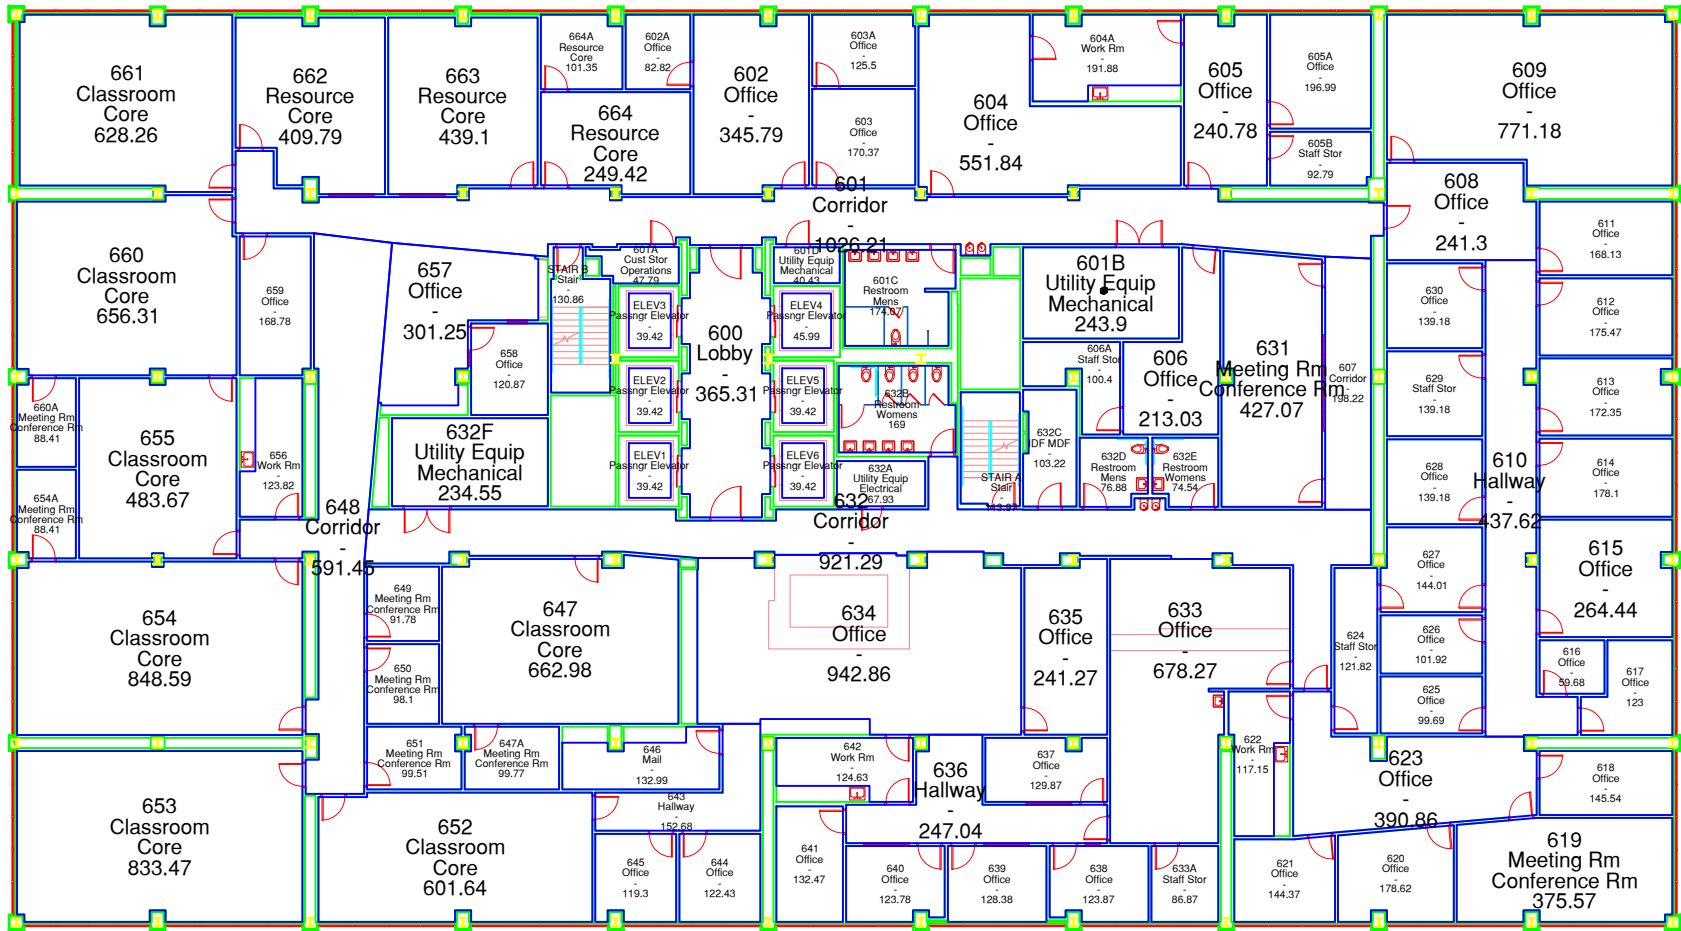 661
Classroom
Core
628.26
662
Resource
Core
409.79
663
Resource
Core
439.1
664A
Resource
Core
101.35
602A
Office
-
82.82
664
Resource
Core
249.42
602
Office
-
345.79
603A
Office
-
125.5
603
Office
-
170.37
604
Office
-
551.84
604A
Work Rm
-
191.88
605
Office
-
240.78
605A
Office
-
196.99
605B
Staff Stor
-
92.79
609
Office
-
771.18
601
Corridor
-
1026.21
608
Office
-
241.3
611
Office
-
168.13
660
Classroom
Core
656.31
659
Office
-
168.78
657
Office
-
301.25
658
Office
-
120.87
STAIR B
Stair
-
130.86
601A
Cust Stor
Operations
47.79
ELEV3
Passngr Elevator
-
39.42
ELEV2
Passngr Elevator
-
39.42
ELEV1
Passngr Elevator
-
39.42
600
Lobby
-
365.31
601D
Utility Equip
Mechanical
40.43
ELEV4
Passngr Elevator
-
45.99
ELEV5
Passngr Elevator
-
39.42
ELEV6
Passngr Elevator
-
39.42
601C
Restroom
Mens
174.07
632B
Restroom
Womens
169
632A
Utility Equip
Electrical
67.93
STAIR A
Stair
-
601B
Utility Equip
Mechanical
243.9
606A
Staff Stor
-
100.4
606
Office
-
213.03
632C
IDF MDF
-
103.22
632D
Restroom
Mens
76.88
632E
Restroom
Womens
74.54
631
Meeting Rm
Conference Rm
427.07
607
Corridor
-
198.22
630
Office
-
139.18
629
Staff Stor
-
139.18
628
Office
-
139.18
610
Hallway
-
437.62
612
Office
-
175.47
613
Office
-
172.35
614
Office
-
178.1
615
Office
-
264.44
660A
Meeting Rm
Conference Rm
88.41
654A
Meeting Rm
Conference Rm
88.41
655
Classroom
Core
483.67
656
Work Rm
-
123.82
632F
Utility Equip
Mechanical
234.55
648
Corridor
-
591.45
632
Corridor
-
921.29
654
Classroom
Core
848.59
649
Meeting Rm
Conference Rm
91.78
650
Meeting Rm
Conference Rm
98.1
647
Classroom
Core
662.98
634
Office
-
942.86
635
Office
-
241.27
633
Office
-
678.27
624
Staff Stor
-
121.82
627
Office
-
144.01
626
Office
-
101.92
625
Office
-
99.69
616
Office
-
59.68
617
Office
-
123
651
Meeting Rm
Conference Rm
99.51
647A
Meeting Rm
Conference Rm
99.77
646
Mail
-
132.99
643
Hallway
-
152.68
642
Work Rm
-
124.63
636
Hallway
-
247.04
637
Office
-
129.87
622
Work Rm
-
117.15
623
Office
-
390.86
618
Office
-
145.54
653
Classroom
Core
833.47
652
Classroom
Core
601.64
645
Office
-
119.3
644
Office
-
122.43
641
Office
-
132.47
640
Office
-
123.78
639
Office
-
128.38
638
Office
-
123.87
633A
Staff Stor
-
86.87
621
Office
-
144.37
620
Office
-
178.62
619
Meeting Rm
Conference Rm
375.57